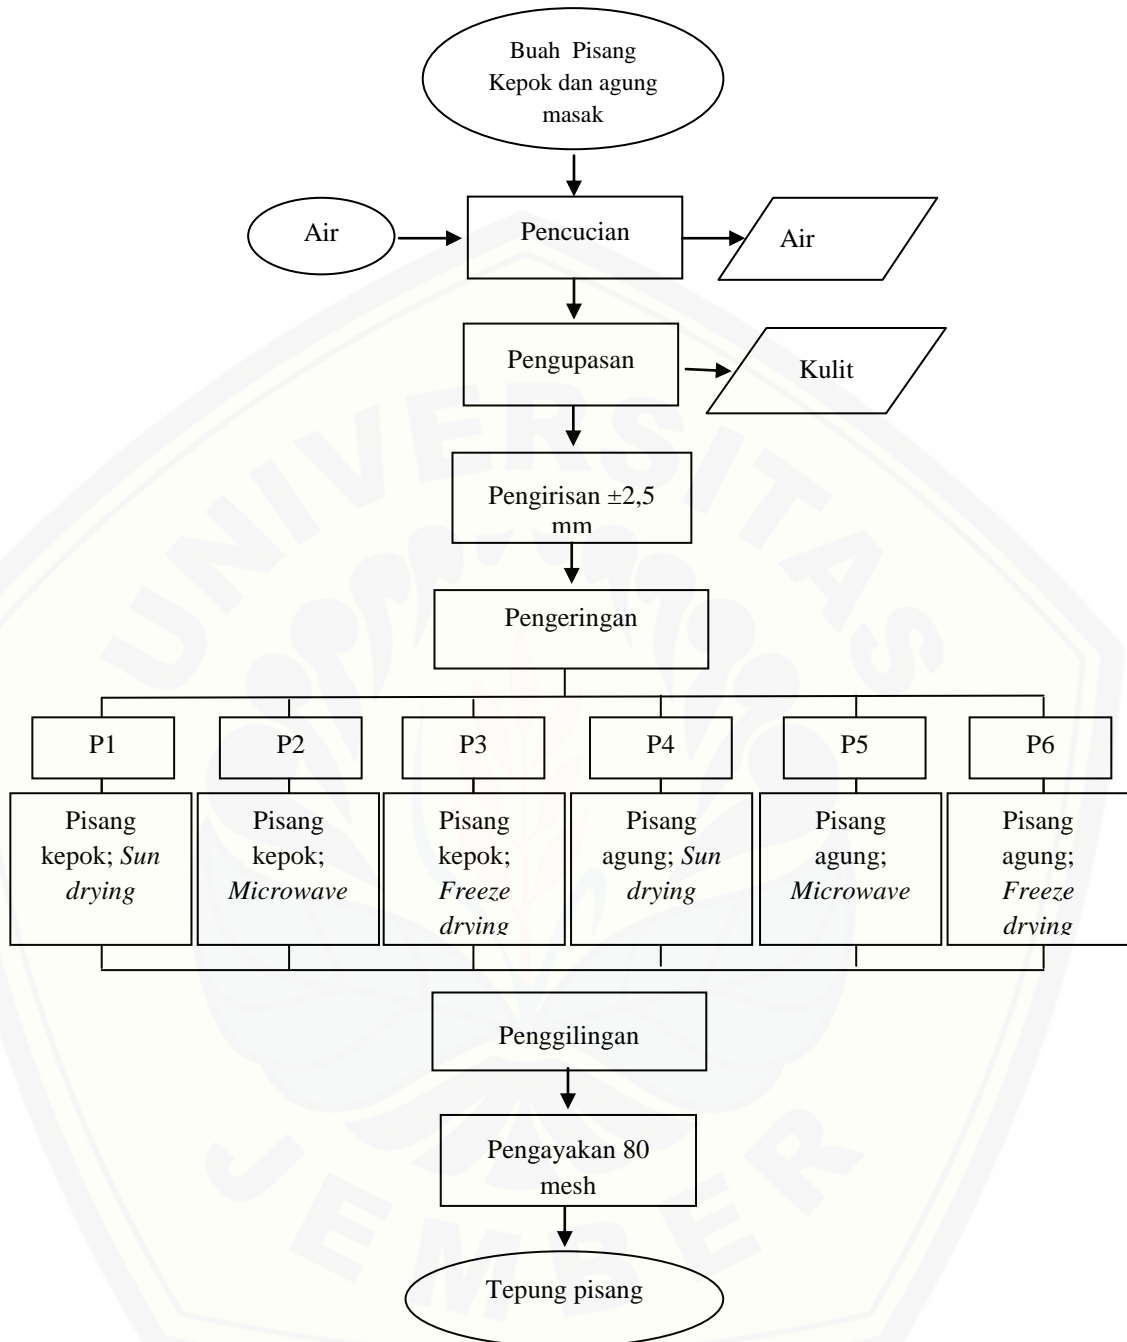 Buah Pisang
Kepok dan agung
masak
Air
Pencucian
Air
Pengupasan
Kulit
Pengirisan ±2,5
mm
Pengeringan
P1
P2
P3
P4
P5
P6
Pisang
kepok; Sun
drying
Pisang
kepok;
Microwave
Pisang
kepok;
Freeze
drying
Pisang
agung; Sun
drying
Pisang
agung;
Microwave
Pisang
agung;
Freeze
drying
Penggilingan
Pengayakan 80
mesh
Tepung pisang
UNIVERSITAS
JEMBER